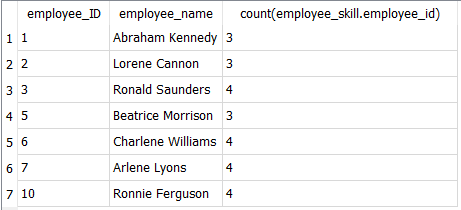 employee_ID employee_name count(employee_skill.employee_id)
1 1 Abraham Kennedy 3
2 2 Lorene Cannon 3
3 3 Ronald Saunders 4
4 5 Beatrice Morrison 3
5 6 Charlene Williams 4
6 7 Arlene Lyons 4
7 10 Ronnie Ferguson 4